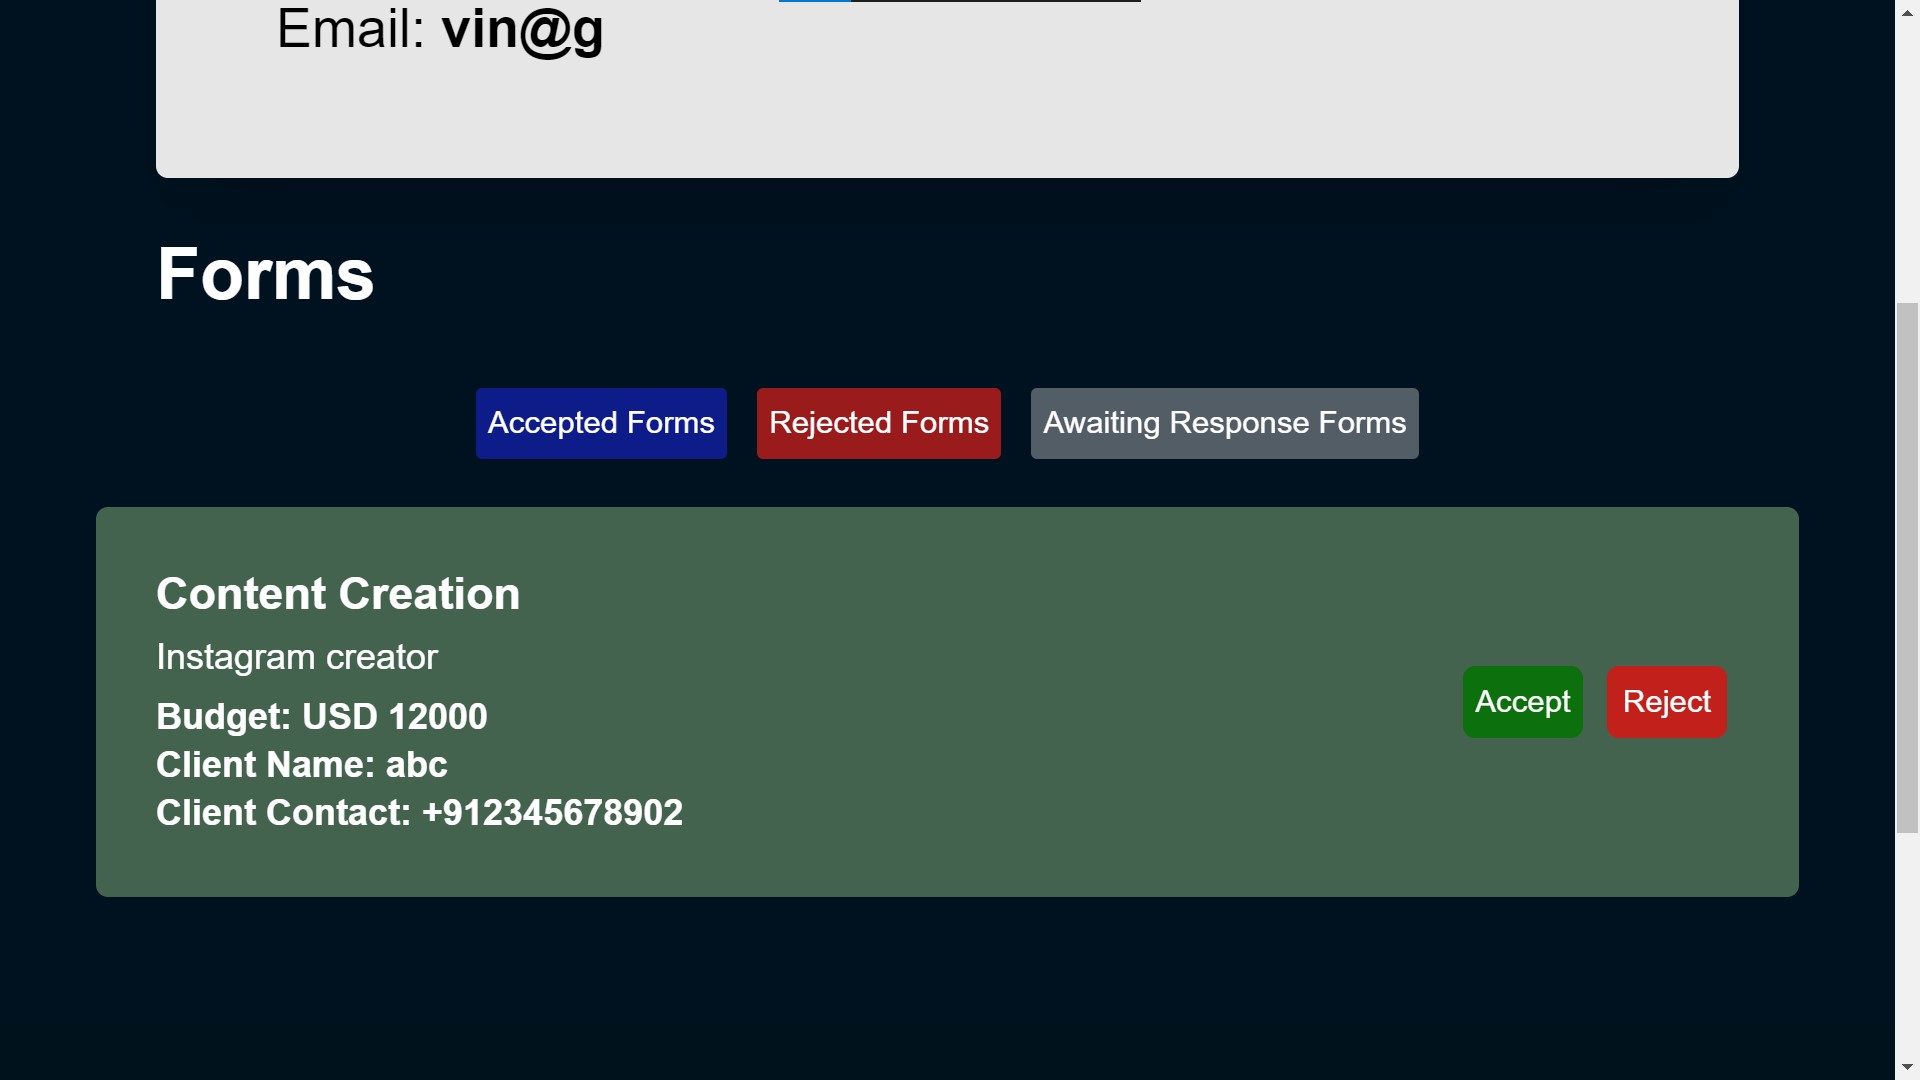 Email: vin@g
Forms
Accepted Forms
Rejected Forms
Awaiting Response Forms
Content Creation
Instagram creator
Budget: USD 12000
Client Name: abc
Client Contact: +912345678902
Accept
Reject